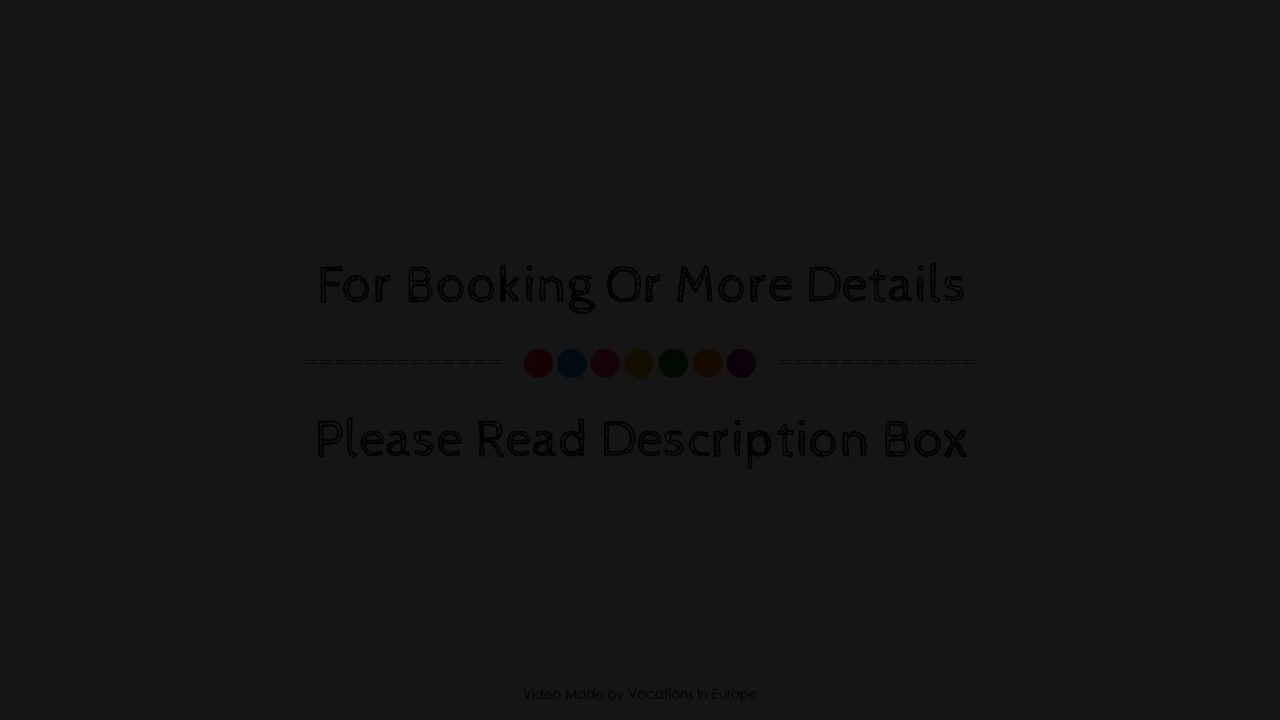 For Booking Or More Details
============= =============
Please Read Description Box
Video Made by Vacations In Europe